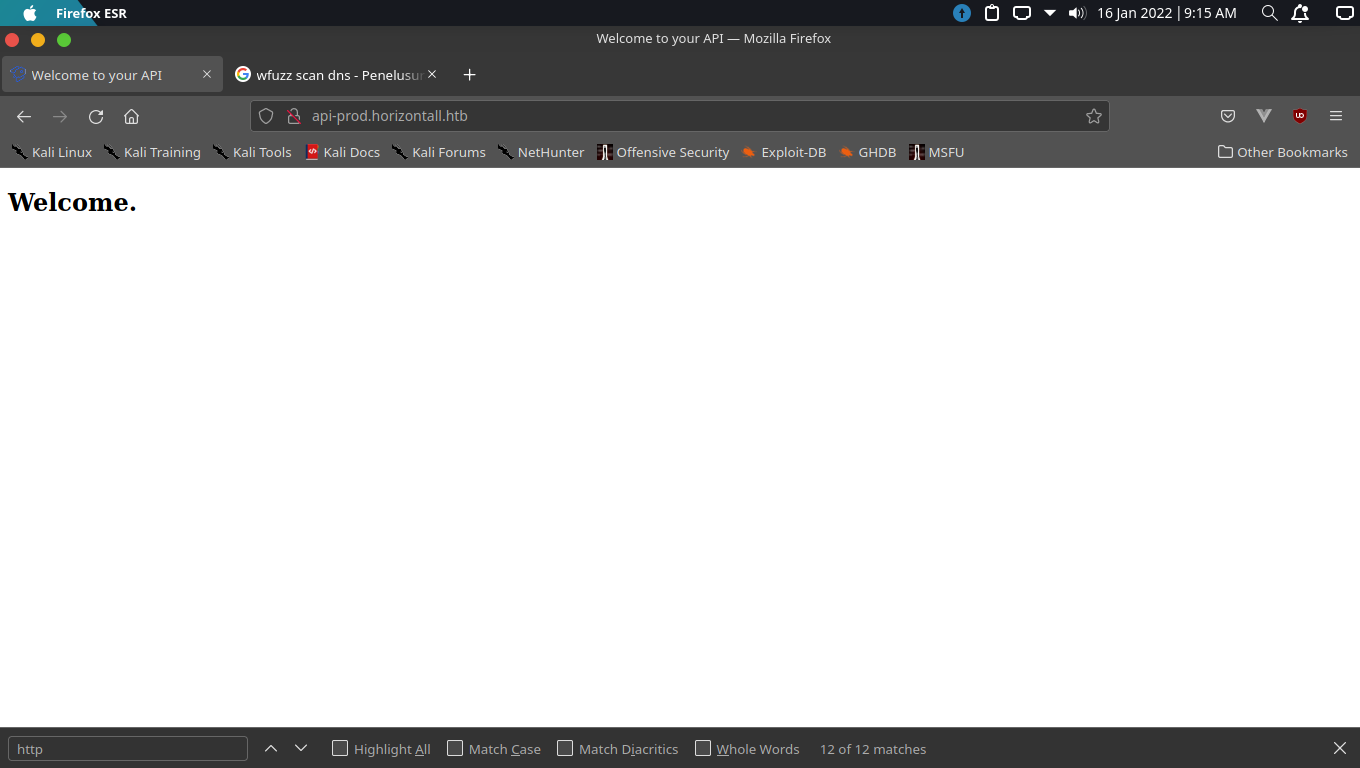 Firefox ESR 16 Jan 2022 | 9:15 AM
Welcome to your API — Mozilla Firefox
Welcome to your API wfuzz scan dns - Penelusu
api-prod.horizontall.htb
Kali Linux Kali Training Kali Tools Kali Docs Kali Forums NetHunter Offensive Security Exploit-DB GHDB MSFU Other Bookmarks
Welcome.
http Highlight All Match Case Match Diacritics Whole Words 12 of 12 matches